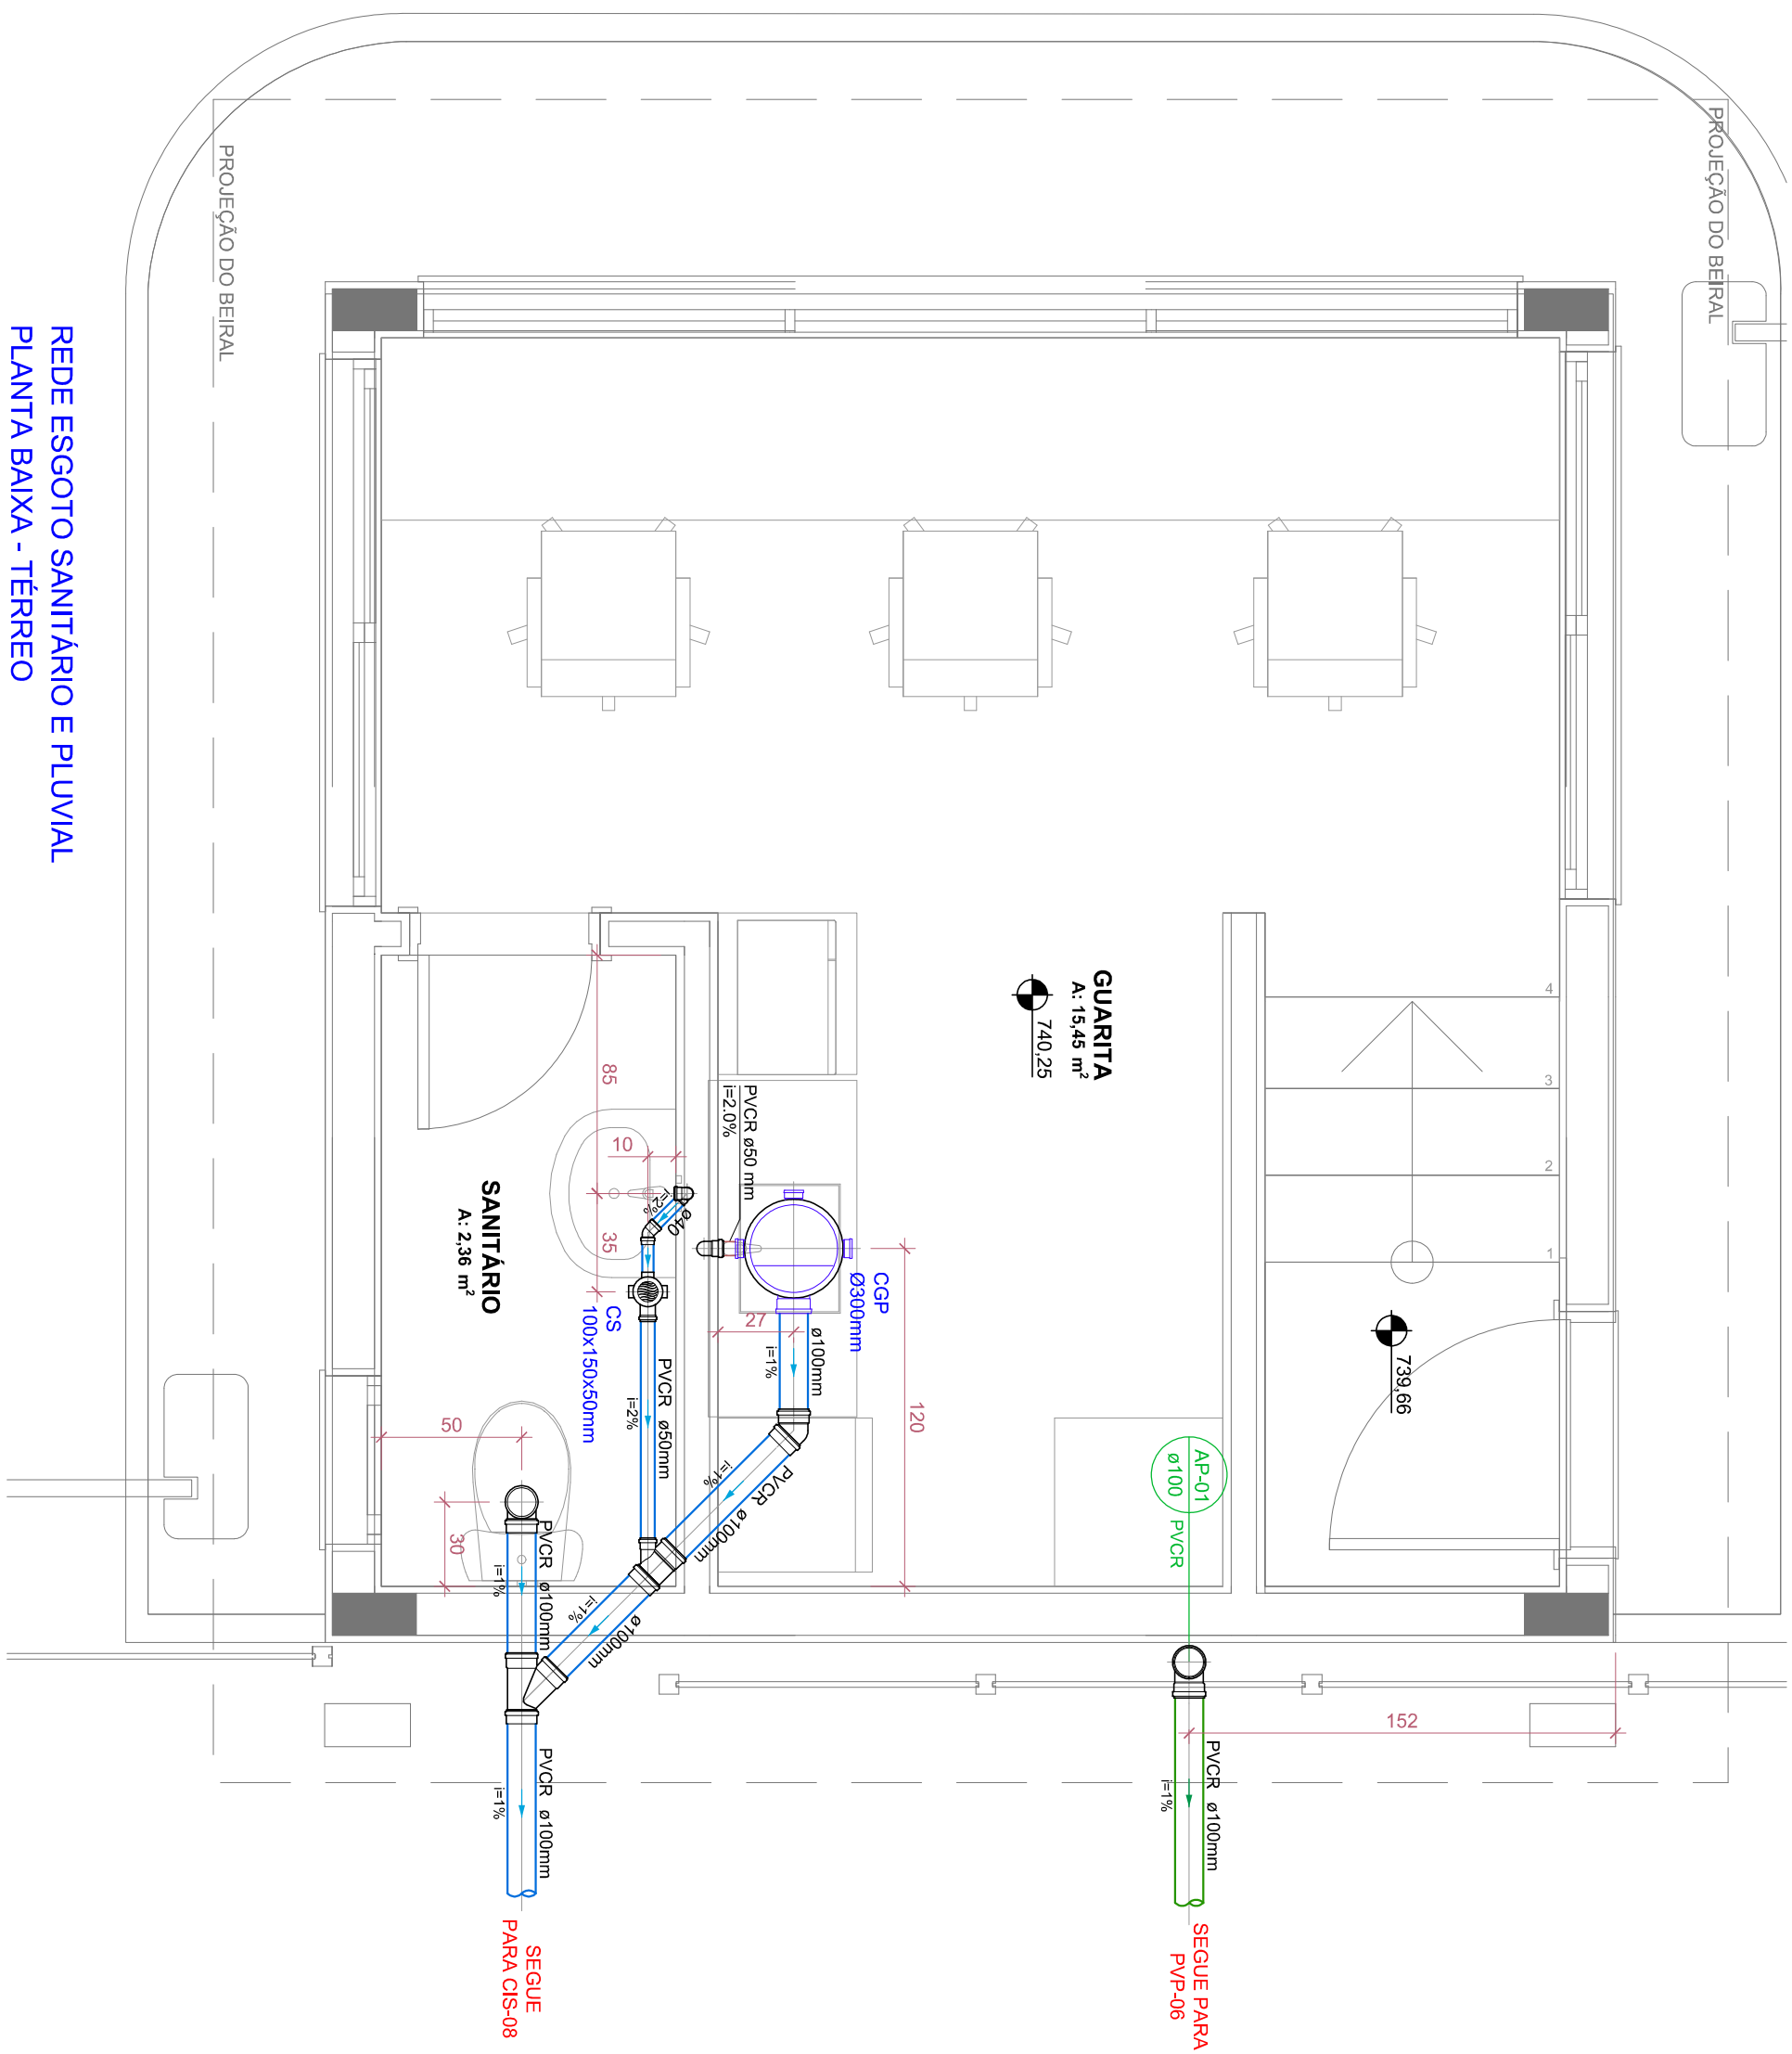 REDE ESGOTO SANITÁRIO E PLUVIAL
PLANTA BAIXA - TÉRREO
PROJEÇÃO DO BEIRAL
PROJEÇÃO DO BEIRAL
GUARITA
A: 15,45 m²
740,25
4
3
2
1
739,66
SANITÁRIO
A: 2,36 m²
85
10
35
i=2%
ø40
PVCR ø50 mm
i=2.0%
CGP
Ø300mm
27
120
ø100mm
i=1%
CS
100x150x50mm
PVCR ø50mm
i=2%
PVCR ø100mm
i=1%
50
30
PVCR ø100mm
i=1%
ø100mm
i=1%
AP-01
ø100
PVCR
152
PVCR ø100mm
i=1%
PVCR ø100mm
i=1%
SEGUE
PARA CIS-08
SEGUE PARA
PVP-06